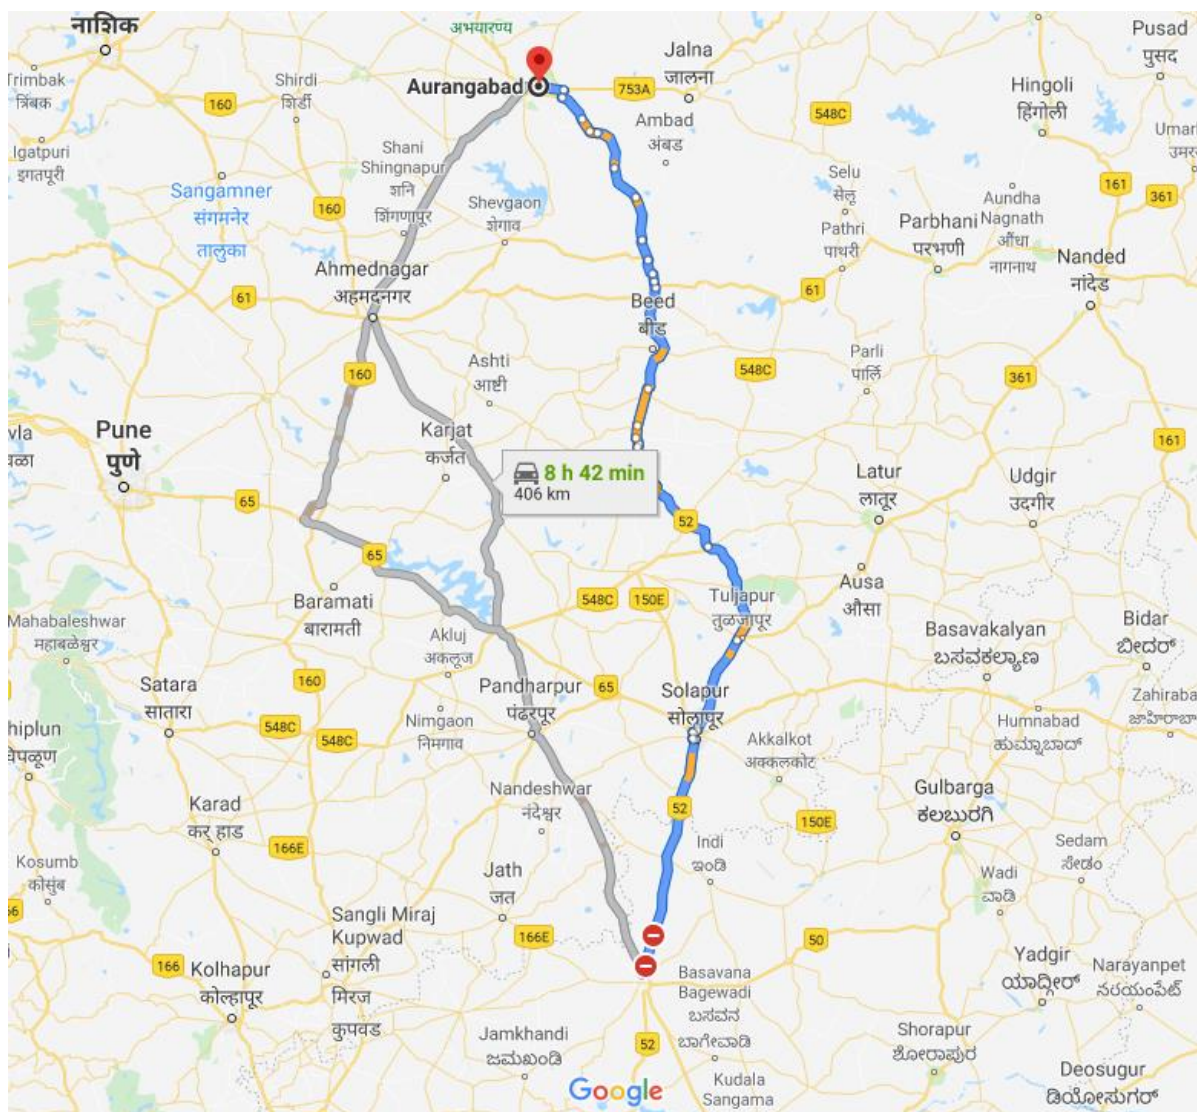 नाशिक
अभयारण्य
Jalna
जालना
Pusad
पुसद
Trimbak
त्रिंबक
Shirdi
शिर्डी
Aurangabad
753A
Hingoli
हिंगोली
160
548C
Ambad
अंबड
Igatpuri
इगतपूरी
Shani
Shingnapur
शनि
शिंगणापूर
Selu
सेलू
161
361
Sangamner
संगमनेर
तालुका
160
Shevgaon
शेगाव
Aundha
Nagnath
औंधा
नागनाथ
Parbhani
परभणी
Pathri
पाथरी
Nanded
नांदेड
Ahmednagar
अहमदनगर
61
61
Beed
बीड
160
Ashti
आष्टी
548C
Parli
पार्लि
361
Pune
पुणे
Karjat
कर्जत
161
8 h 42 min
406 km
Latur
लातूर
Udgir
उदगीर
65
52
65
Baramati
बारामती
548C
150E
Tuljapur
तुळजापूर
Ausa
औसा
Mahabaleshwar
महाबळेश्वर
Akluj
अकलूज
Basavakalyan
ಬಸವಕಲ್ಯಾಣ
Bidar
ಬೀದರ್
Satara
सातारा
160
Pandharpur
पंढरपूर
65
Solapur
सोलापूर
548C
548C
Nimgaon
निमगाव
Akkalkot
अक्कलकोट
Humnabad
ಹುಮ್ನಾಬಾದ್
Karad
कर् हाड
Nandeshwar
नंदेश्वर
52
150E
Gulbarga
ಕಲಬುರಗಿ
166E
Indi
ಇಂಡಿ
Sedam
ಸೇಡಂ
Kosumb
कोसुंब
Jath
जत
Wadi
ವಾಡಿ
Sangli Miraj
Kupwad
सांगली
मिरज
कुपवड
166E
50
166
Kolhapur
कोल्हापूर
Basavana
Bagewadi
ಬಸವನ
ಬಾಗೇವಾಡಿ
Yadgir
ಯಾದ್ಗೀರ್
Narayanpet
నరయంపేట్
Jamkhandi
ಜಮಖಂಡಿ
52
Shorapur
ಶೋರಾಪುರ
Kudala
Sangama
Deosugur
ಡಿಯೋಸುಗರ್
Google